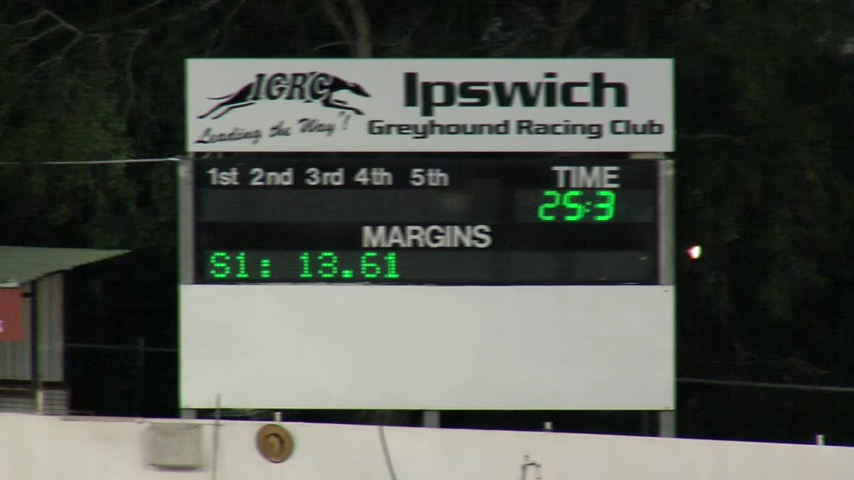 IGRC
Leading the Way!
Ipswich
Greyhound Racing Club
1st 2nd 3rd 4th 5th
TIME
25:3
MARGINS
S1: 13.61